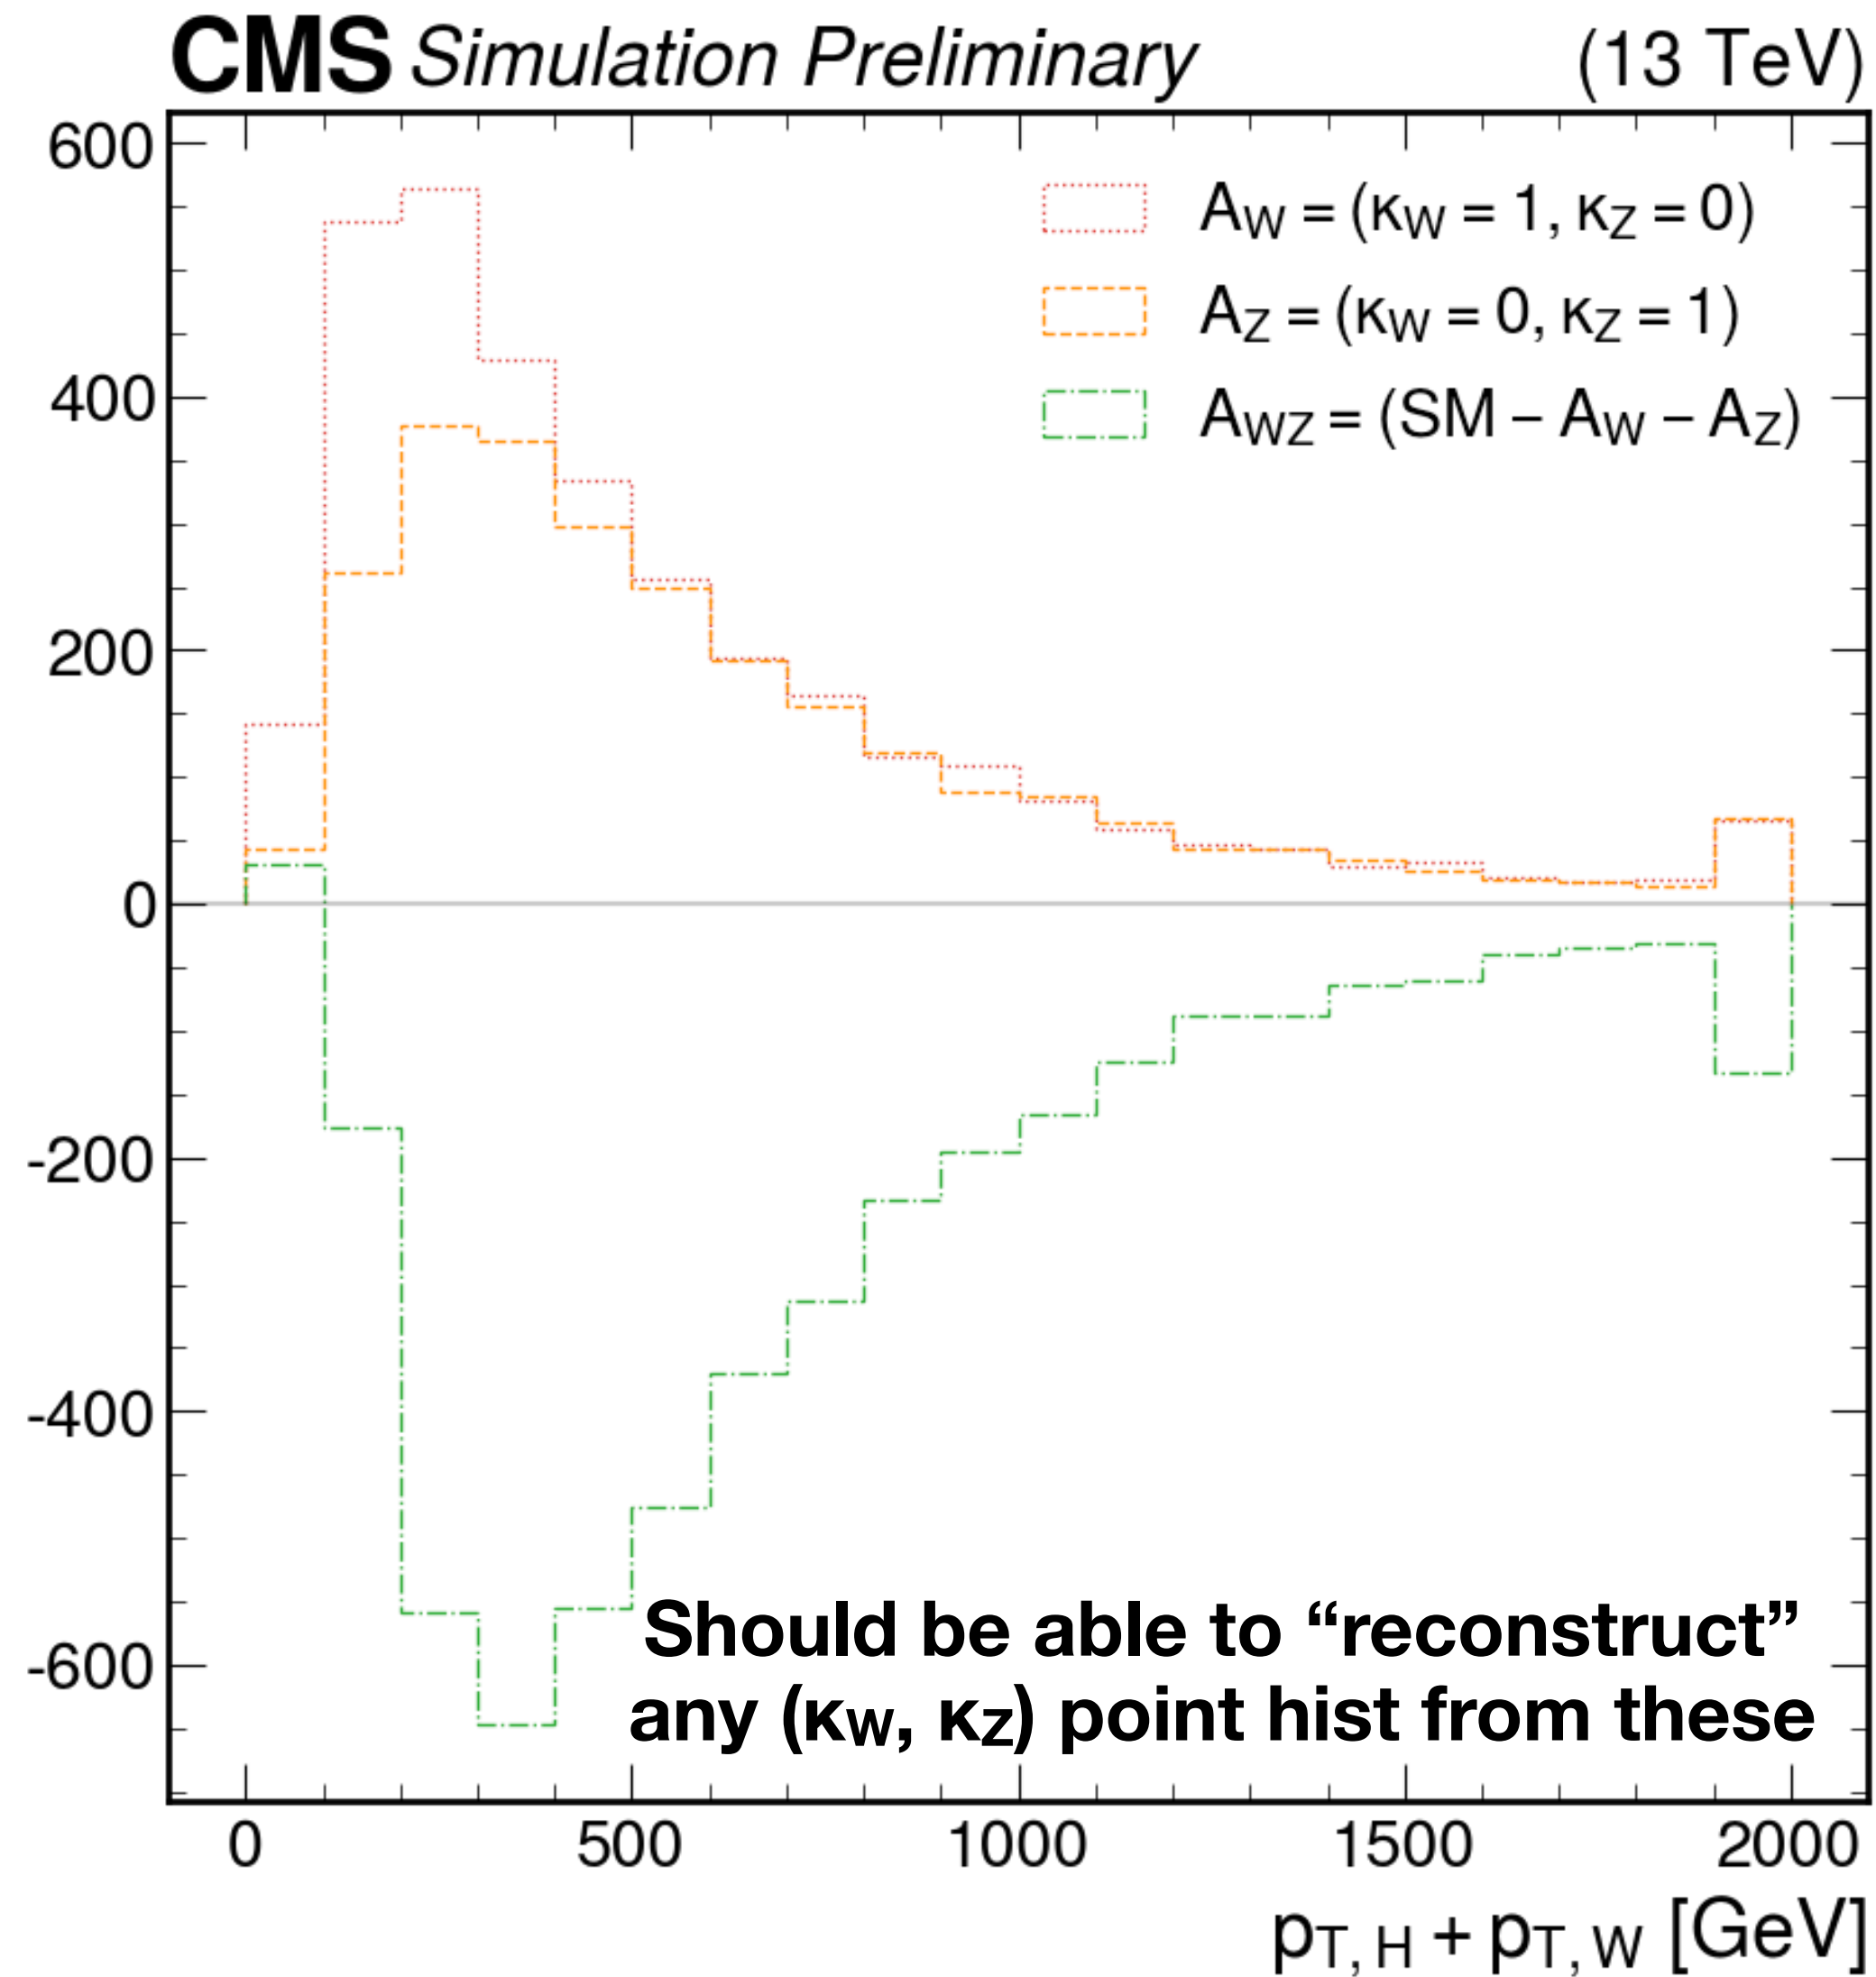 CMS Simulation Preliminary (13 TeV)
600
400
200
0
-200
-400
-600
A_W = (κ_W = 1, κ_Z = 0)
A_Z = (κ_W = 0, κ_Z = 1)
A_WZ = (SM − A_W − A_Z)
Should be able to “reconstruct”
any (κ_W, κ_Z) point hist from these
0 500 1000 1500 2000
p_T, H + p_T, W [GeV]